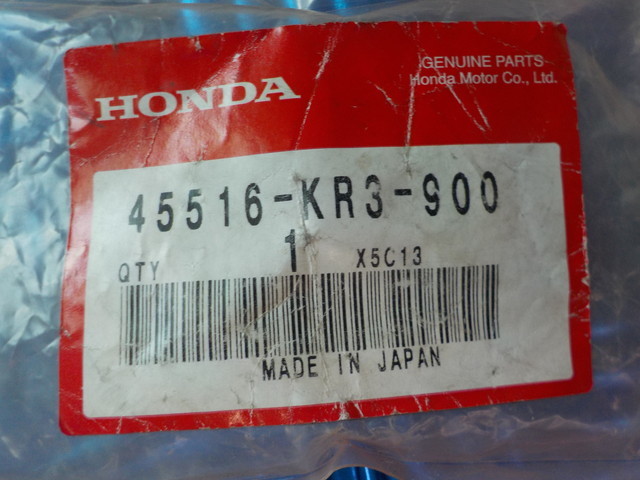 GENUINE PARTS
Honda Motor Co., Ltd.
HONDA
45516-KR3-900
QTY 1 X5C13
MADE IN JAPAN